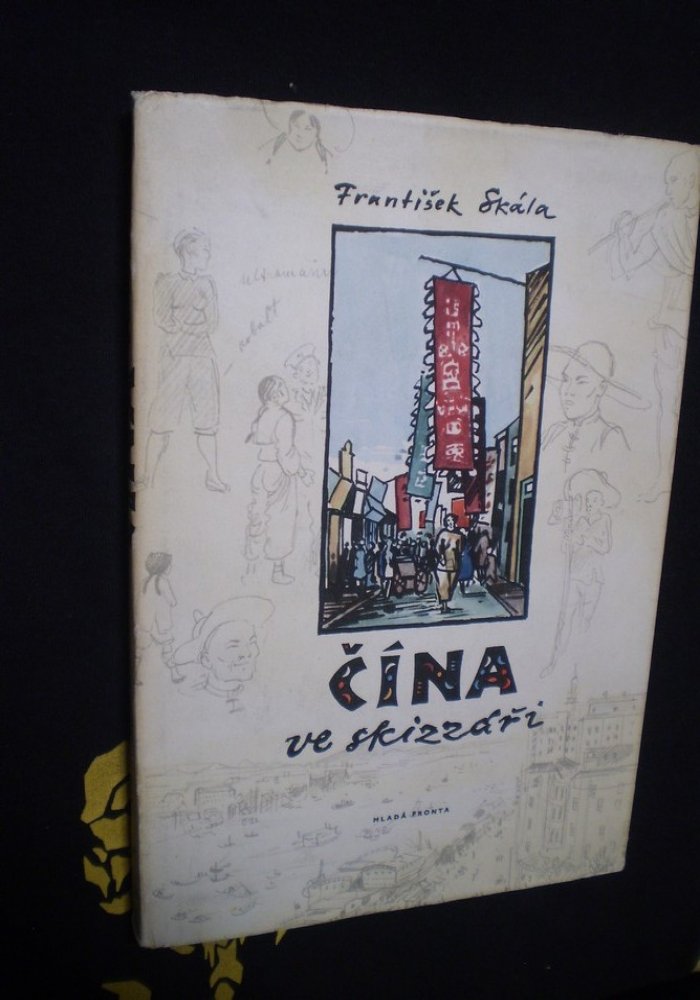 František Skála
ČÍNA
ve skizzáři
MLADÁ FRONTA